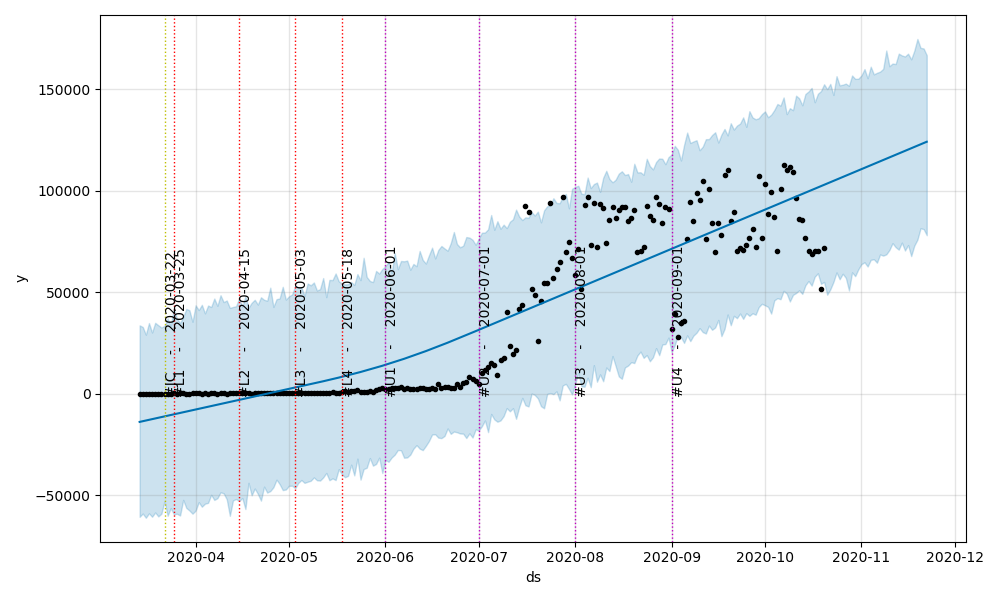 150000
100000
50000
0
−50000
y
#JC - 2020-03-22
#L1 - 2020-03-25
#L2 - 2020-04-15
#L3 - 2020-05-03
#L4 - 2020-05-18
#U1 - 2020-06-01
#U2 - 2020-07-01
#U3 - 2020-08-01
#U4 - 2020-09-01
2020-04
2020-05
2020-06
2020-07
2020-08
2020-09
2020-10
2020-11
2020-12
ds